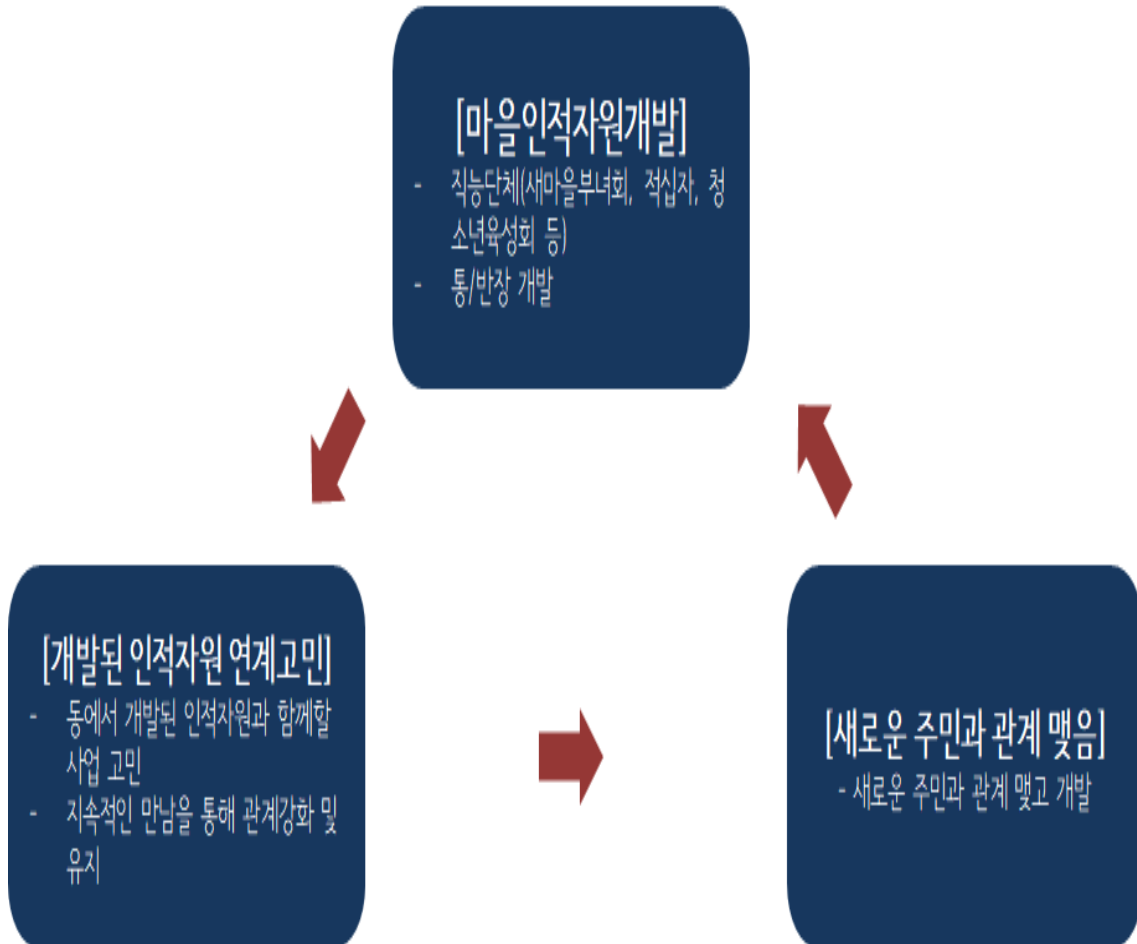 [마을인적자원개발]
- 직능단체(새마을부녀회, 적십자, 청
소년육성회 등)
- 통/반장 개발
[개발된 인적자원 연계고민]
- 동에서 개발된 인적자원과 함께할
사업 고민
- 지속적인 만남을 통해 관계강화 및
유지
[새로운 주민과 관계 맺음]
- 새로운 주민과 관계 맺고 개발